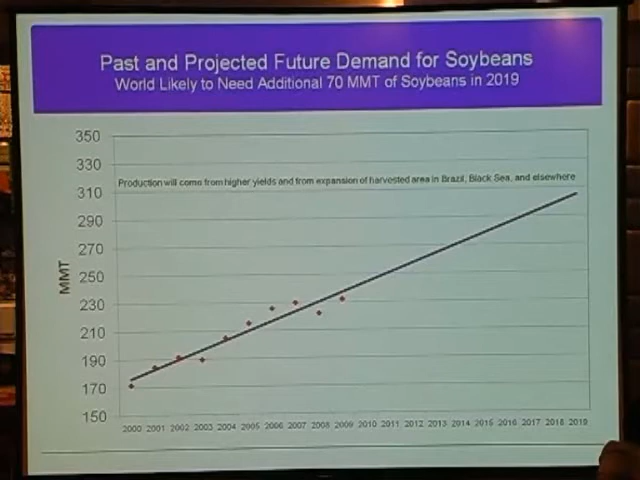 Past and Projected Future Demand for Soybeans
World Likely to Need Additional 70 MMT of Soybeans in 2019
350
330
Production will come from higher yields and from expansion of harvested area in Brazil, Black Sea, and elsewhere
310
290
270
MMT
250
230
210
190
170
150
2000 2001 2002 2003 2004 2005 2006 2007 2008 2009 2010 2011 2012 2013 2014 2015 2016 2017 2018 2019